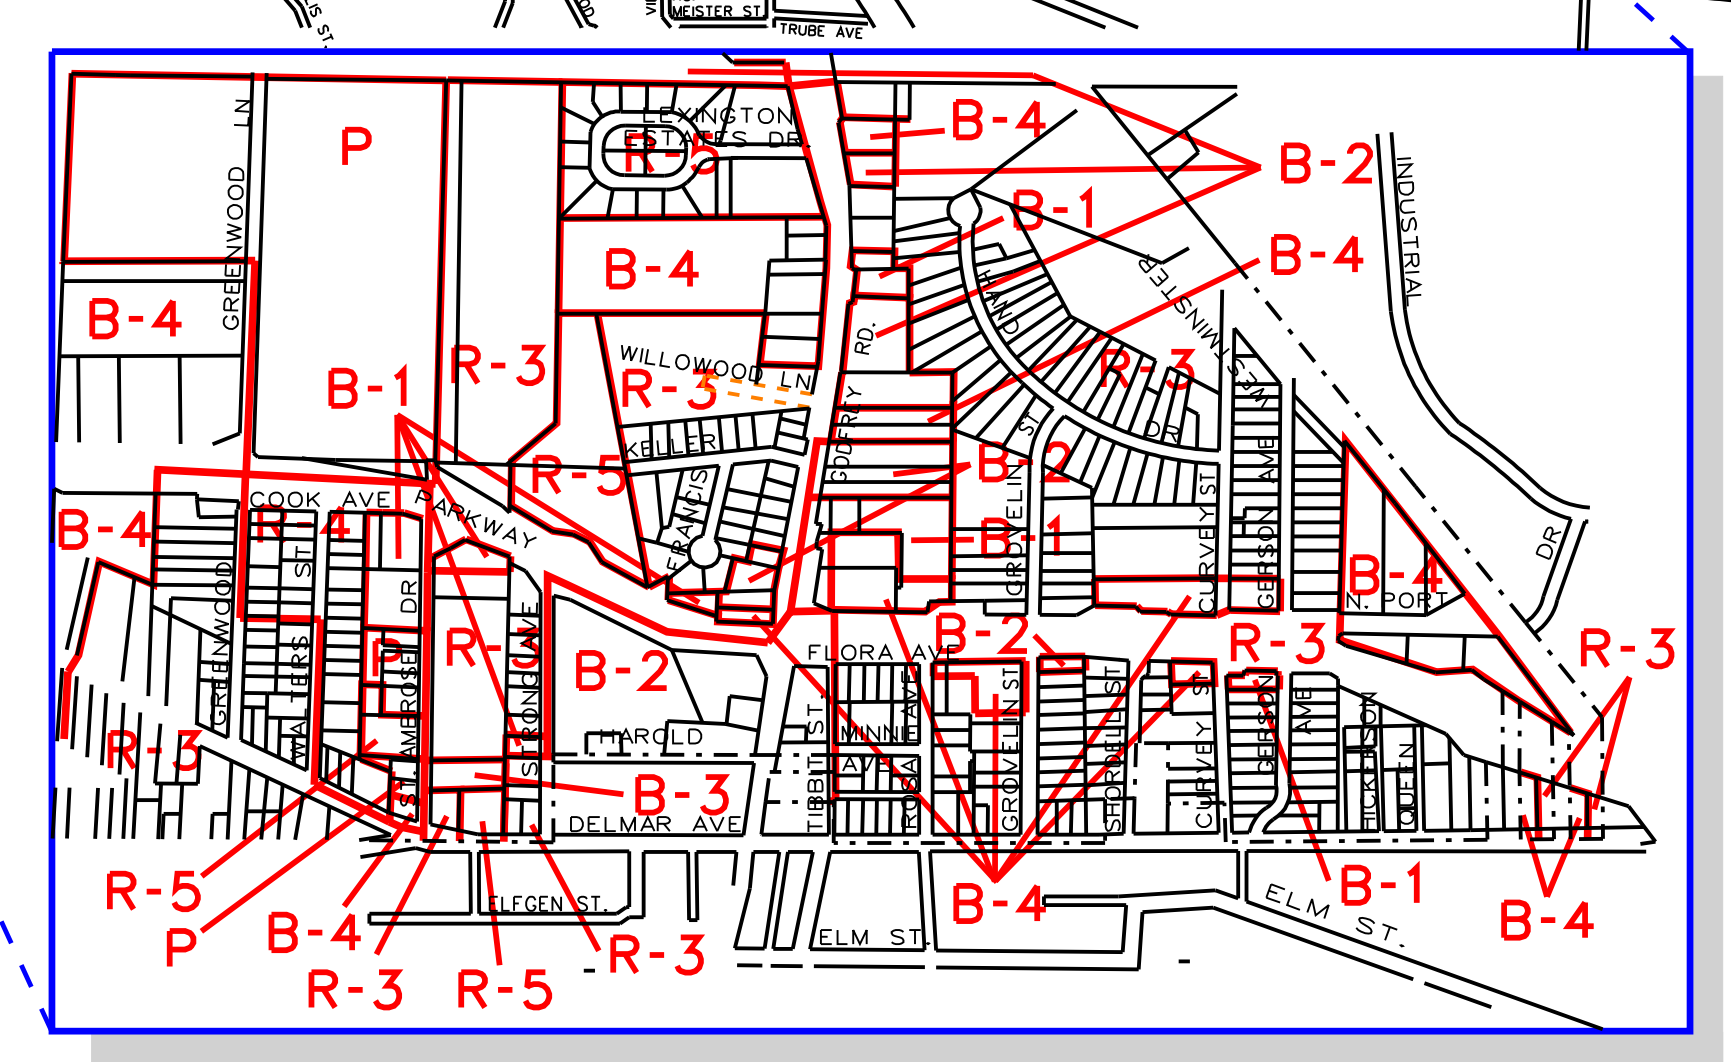 MEISTER ST
TRUBE AVE
LN
GREENWOOD
P
LEXINGTON
ESTATES DR.
R-5
B-4
B-2
B-1
B-4
INDUSTRIAL
B-4
B-4
WESTMINSTER
RD.
GODFREY
B-1
R-3
WILLOWOOD LN
R-3
R-3
KELLER
R-5
FRANCIS
ST
DR
B-2
B-1
GROVELIN
CURVEY ST
GERSON AVE
COOK AVE
PARKWAY
B-4
R-4
GREENWOOD
WALTERS ST
ST. AMBROSE DR
STRONG AVE
P
R-3
B-2
FLORA AVE
B-2
R-3
B-4
N. PORT
DR
R-3
R-3
HAROLD
TIBBIT ST.
MINNIE
AVE
ROSA AVE
GROVELIN ST
SHORDELL ST
CURVEY ST
GERSON AVE
HICKERSON
QUEEN
B-3
DELMAR AVE
R-5
P
B-4
R-3
R-5
R-3
ELFGEN ST.
ELM ST.
B-4
B-1
ELM ST.
B-4